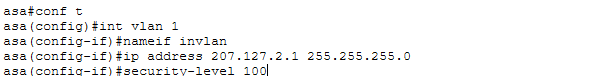 asa#conf t
asa(config)#int vlan 1
asa(config-if)#nameif invlan
asa(config-if)#ip address 207.127.2.1 255.255.255.0
asa(config-if)#security-level 100